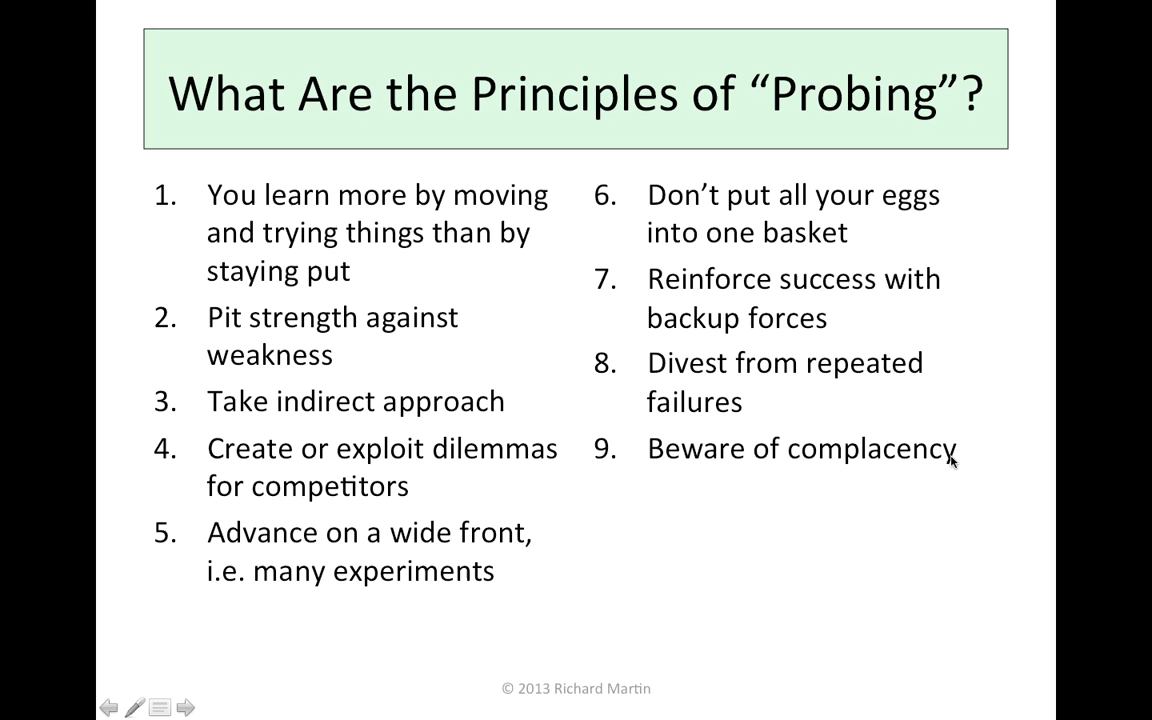 What Are the Principles of “Probing”?
1. You learn more by moving
and trying things than by
staying put
2. Pit strength against
weakness
3. Take indirect approach
4. Create or exploit dilemmas
for competitors
5. Advance on a wide front,
i.e. many experiments
6. Don’t put all your eggs
into one basket
7. Reinforce success with
backup forces
8. Divest from repeated
failures
9. Beware of complacency
© 2013 Richard Martin